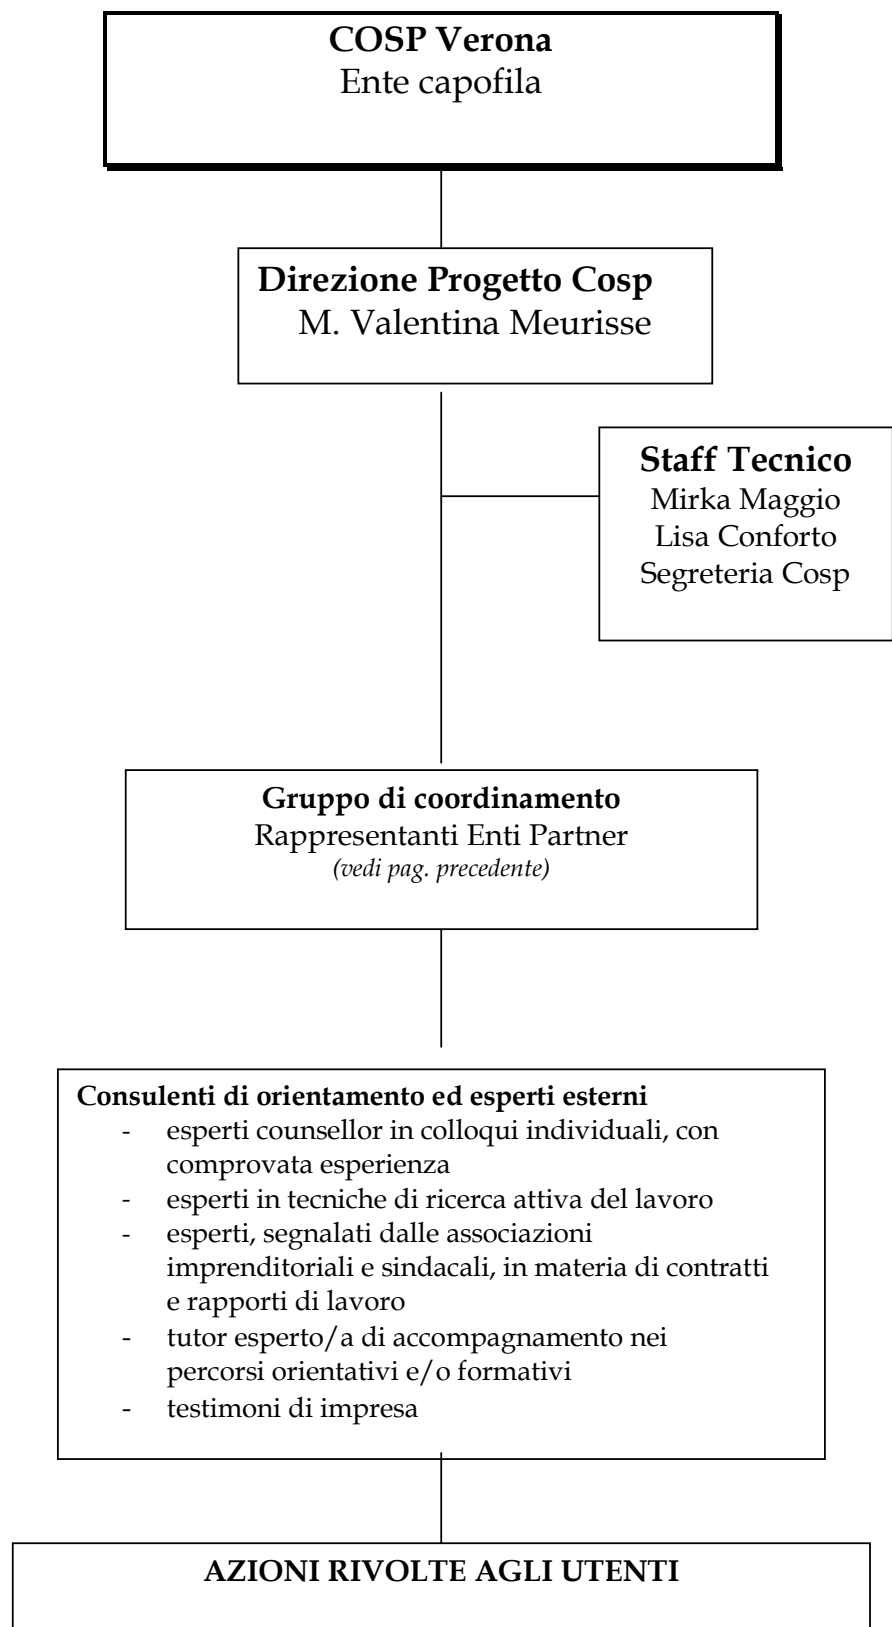 COSP Verona
Ente capofila
Direzione Progetto Cosp
M. Valentina Meurisse
Staff Tecnico
Mirka Maggio
Lisa Conforto
Segreteria Cosp
Gruppo di coordinamento
Rappresentanti Enti Partner
(vedi pag. precedente)
Consulenti di orientamento ed esperti esterni
- esperti counsellor in colloqui individuali, con
comprovata esperienza
- esperti in tecniche di ricerca attiva del lavoro
- esperti, segnalati dalle associazioni
imprenditoriali e sindacali, in materia di contratti
e rapporti di lavoro
- tutor esperto/a di accompagnamento nei
percorsi orientativi e/o formativi
- testimoni di impresa
AZIONI RIVOLTE AGLI UTENTI